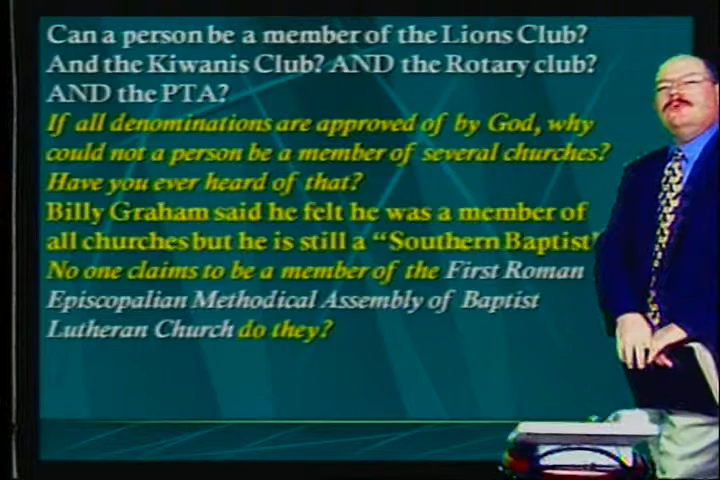 Can a person be a member of the Lions Club?
And the Kiwanis Club? AND the Rotary club?
AND the PTA?
If all denominations are approved of by God, why
could not a person be a member of several churches?
Have you ever heard of that?
Billy Graham said he felt he was a member of
all churches but he is still a “Southern Baptist”
No one claims to be a member of the First Roman
Episcopalian Methodical Assembly of Baptist
Lutheran Church do they?